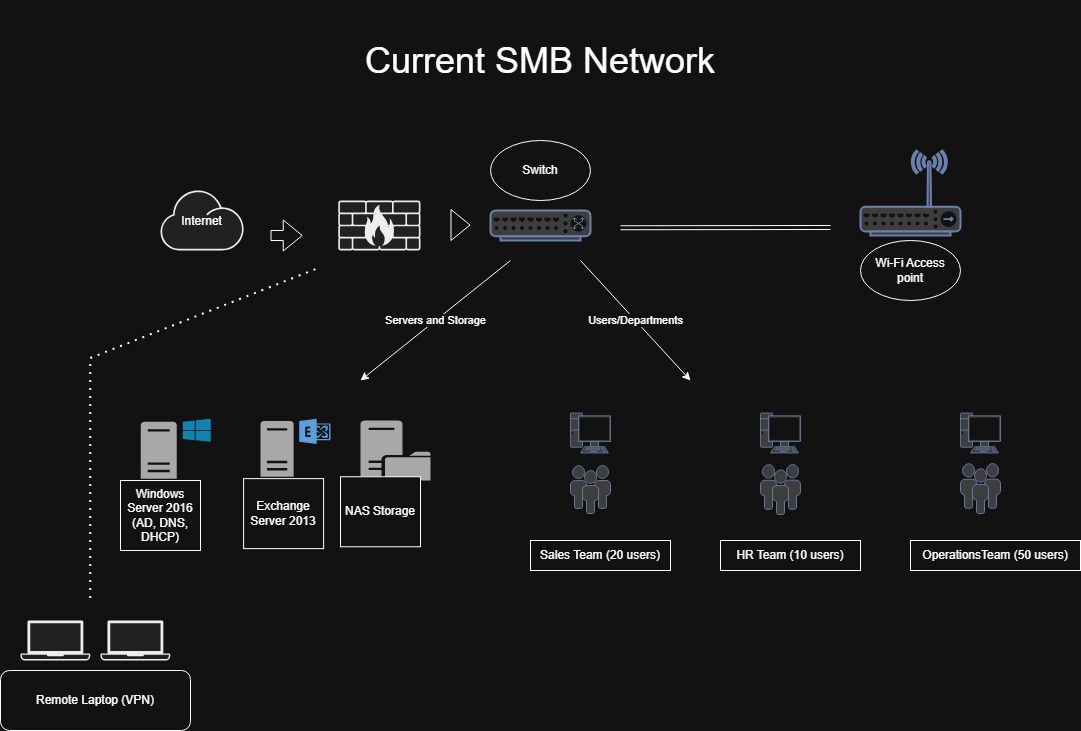 Current SMB Network
Switch
Internet
Wi-Fi Access
point
Servers and Storage
Users/Departments
E
Windows
Server 2016
(AD, DNS,
DHCP)
Exchange
Server 2013
NAS Storage
Sales Team (20 users)
HR Team (10 users)
OperationsTeam (50 users)
Remote Laptop (VPN)